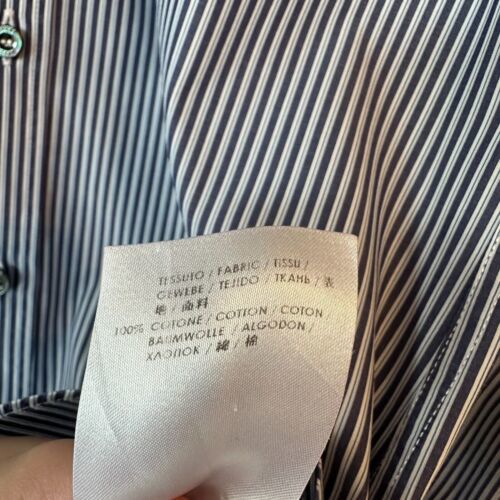 TESSUTO / FABRIC / TISSU /
GEWEBE / TEJIDO / ТКАНЬ / 表
地 / 面料
100% COTONE / COTTON / COTON
BAUMWOLLE / ALGODON /
ХЛОПОК / 綿 / 棉